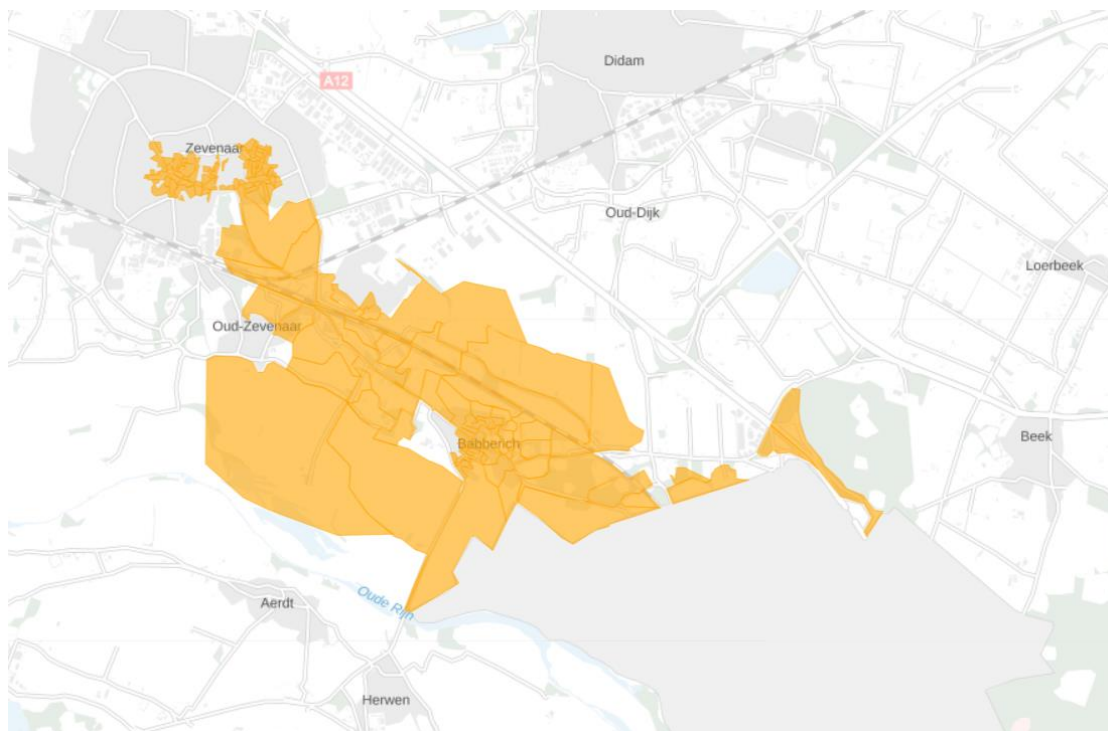 Didam
A12
Zevenaar
Oud-Dijk
Loerbeek
Oud-Zevenaar
Beek
Babberich
Oude Rijn
Aerdt
Herwen